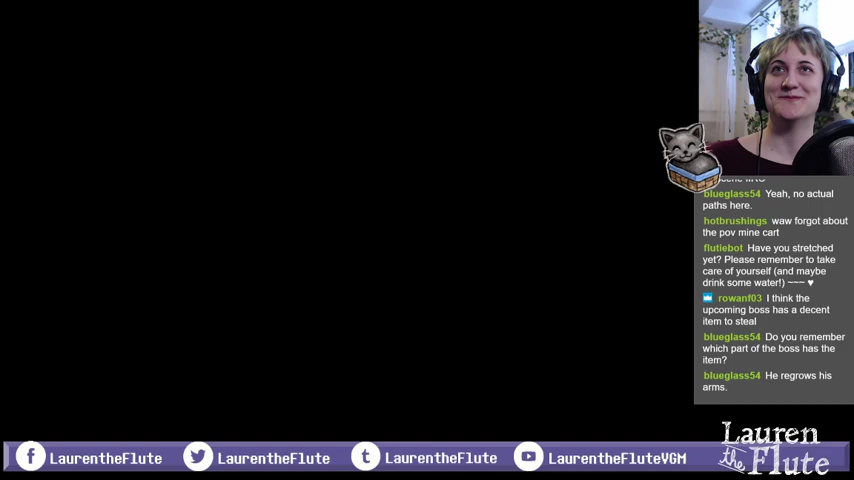 blueglass54 Yeah, no actual
paths here.
hotbrushings waw forgot about
the pov mine cart
flutiebot Have you stretched
yet? Please remember to take
care of yourself (and maybe
drink some water!) ~~~ ♥
rowanf03 I think the
upcoming boss has a decent
item to steal
blueglass54 Do you remember
which part of the boss has the
item?
blueglass54 He regrows his
arms.
LaurentheFlute
LaurentheFlute
LaurentheFlute
LaurentheFluteVGM
Lauren
the Flute